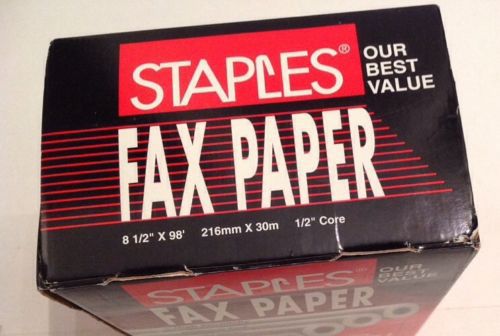 STAPLES®
OUR
BEST
VALUE
FAX PAPER
8 1/2" X 98' 216mm X 30m 1/2" Core
STAPLES
OUR
BEST
VALUE
FAX PAPER